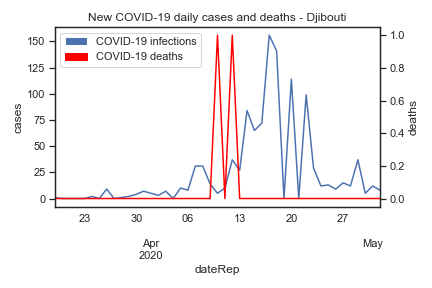 New COVID-19 daily cases and deaths - Djibouti
COVID-19 infections
COVID-19 deaths
150
125
100
75
50
25
0
cases
1.0
0.8
0.6
0.4
0.2
0.0
deaths
23 30 06 13 20 27
Apr May
2020
dateRep